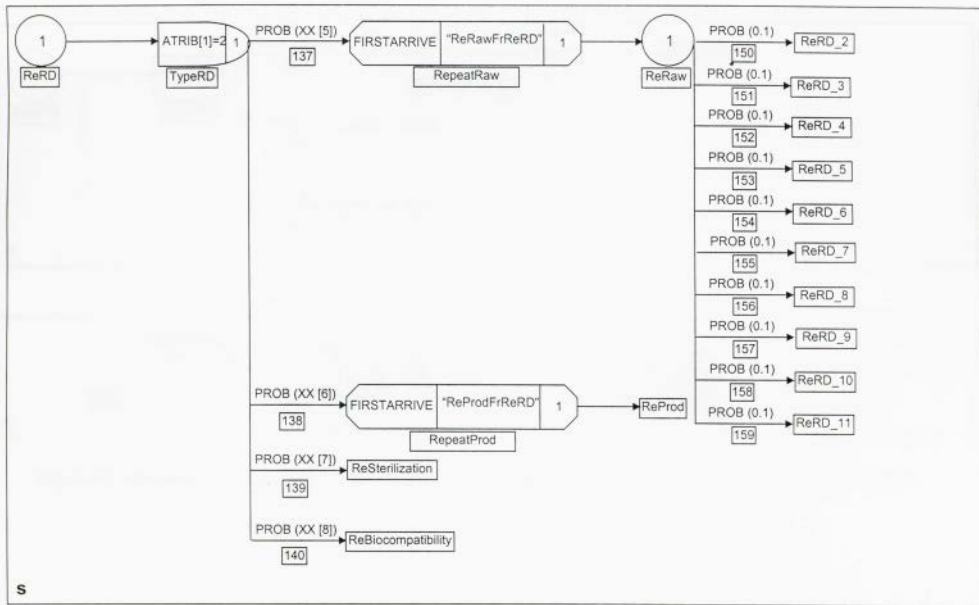 1
ReRD
ATRIB[1]=2
1
TypeRD
PROB (XX [5])
137
FIRSTARRIVE
"ReRawFrReRD"
1
RepeatRaw
1
ReRaw
PROB (0.1)
150
ReRD_2
PROB (0.1)
151
ReRD_3
PROB (0.1)
152
ReRD_4
PROB (0.1)
153
ReRD_5
PROB (0.1)
154
ReRD_6
PROB (0.1)
155
ReRD_7
PROB (0.1)
156
ReRD_8
PROB (0.1)
157
ReRD_9
PROB (0.1)
158
ReRD_10
PROB (0.1)
159
ReRD_11
PROB (XX [6])
138
FIRSTARRIVE
"ReProdFrReRD"
1
RepeatProd
ReProd
PROB (XX [7])
139
ReSterilization
PROB (XX [8])
140
ReBiocompatibility
S